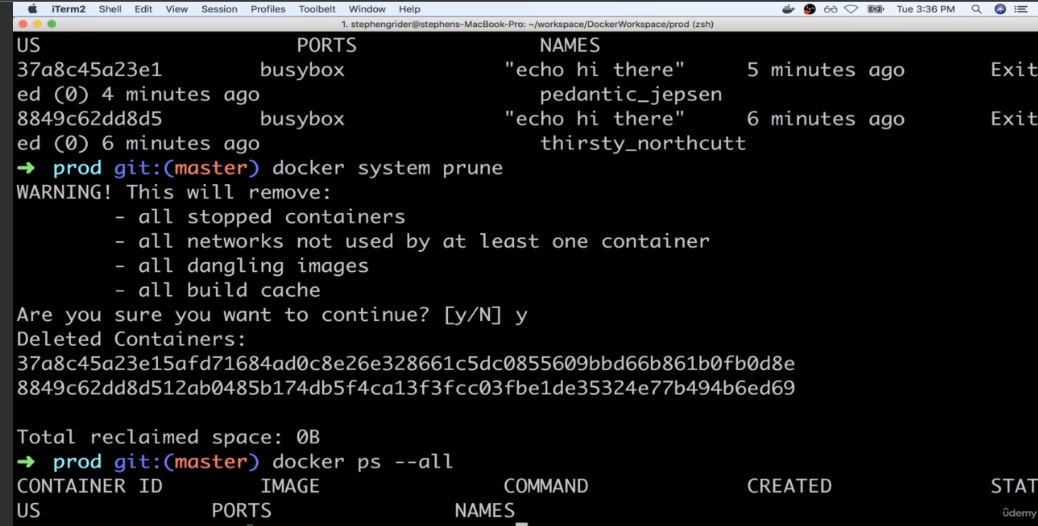 iTerm2 Shell Edit View Session Profiles Toolbelt Window Help Tue 3:36 PM
1. stephengrider@stephens-MacBook-Pro: ~/workspace/DockerWorkspace/prod (zsh)
US PORTS NAMES
37a8c45a23e1 busybox "echo hi there" 5 minutes ago Exit
ed (0) 4 minutes ago pedantic_jepsen
8849c62dd8d5 busybox "echo hi there" 6 minutes ago Exit
ed (0) 6 minutes ago thirsty_northcutt
➜ prod git:(master) docker system prune
WARNING! This will remove:
- all stopped containers
- all networks not used by at least one container
- all dangling images
- all build cache
Are you sure you want to continue? [y/N] y
Deleted Containers:
37a8c45a23e15afd71684ad0c8e26e328661c5dc0855609bbd66b861b0fb0d8e
8849c62dd8d512ab0485b174db5f4ca13f3fcc03fbe1de35324e77b494b6ed69
Total reclaimed space: 0B
➜ prod git:(master) docker ps --all
CONTAINER ID IMAGE COMMAND CREATED STAT
US PORTS NAMES
ûdemy